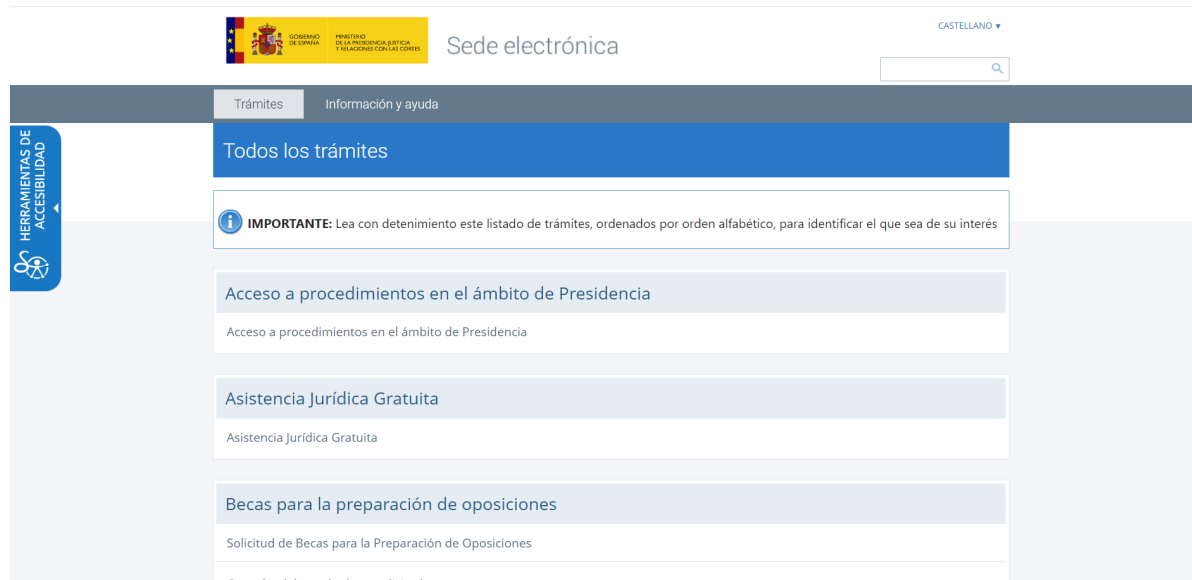 GOBIERNO
DE ESPAÑA
MINISTERIO
DE LA PRESIDENCIA, JUSTICIA
Y RELACIONES CON LAS CORTES
Sede electrónica
CASTELLANO ▼
Trámites
Información y ayuda
HERRAMIENTAS DE
ACCESIBILIDAD
Todos los trámites
IMPORTANTE: Lea con detenimiento este listado de trámites, ordenados por orden alfabético, para identificar el que sea de su interés
Acceso a procedimientos en el ámbito de Presidencia
Acceso a procedimientos en el ámbito de Presidencia
Asistencia Jurídica Gratuita
Asistencia Jurídica Gratuita
Becas para la preparación de oposiciones
Solicitud de Becas para la Preparación de Oposiciones